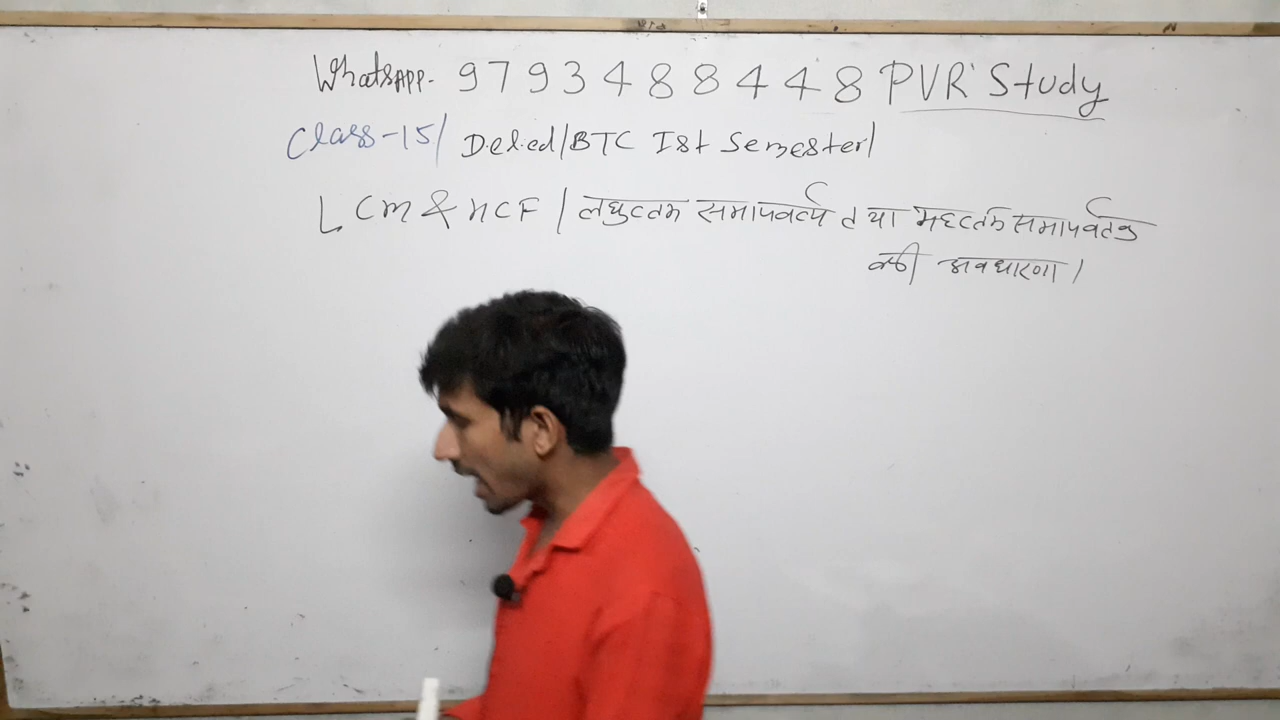 WhatsAPP. 9793488448 PVR Study
Class-15/ D.el.ed/BTC Ist Semester/
LCM & HCF / लघुत्तम समापवर्त्य तथा महत्तम समापवर्तक
की अवधारणा ।